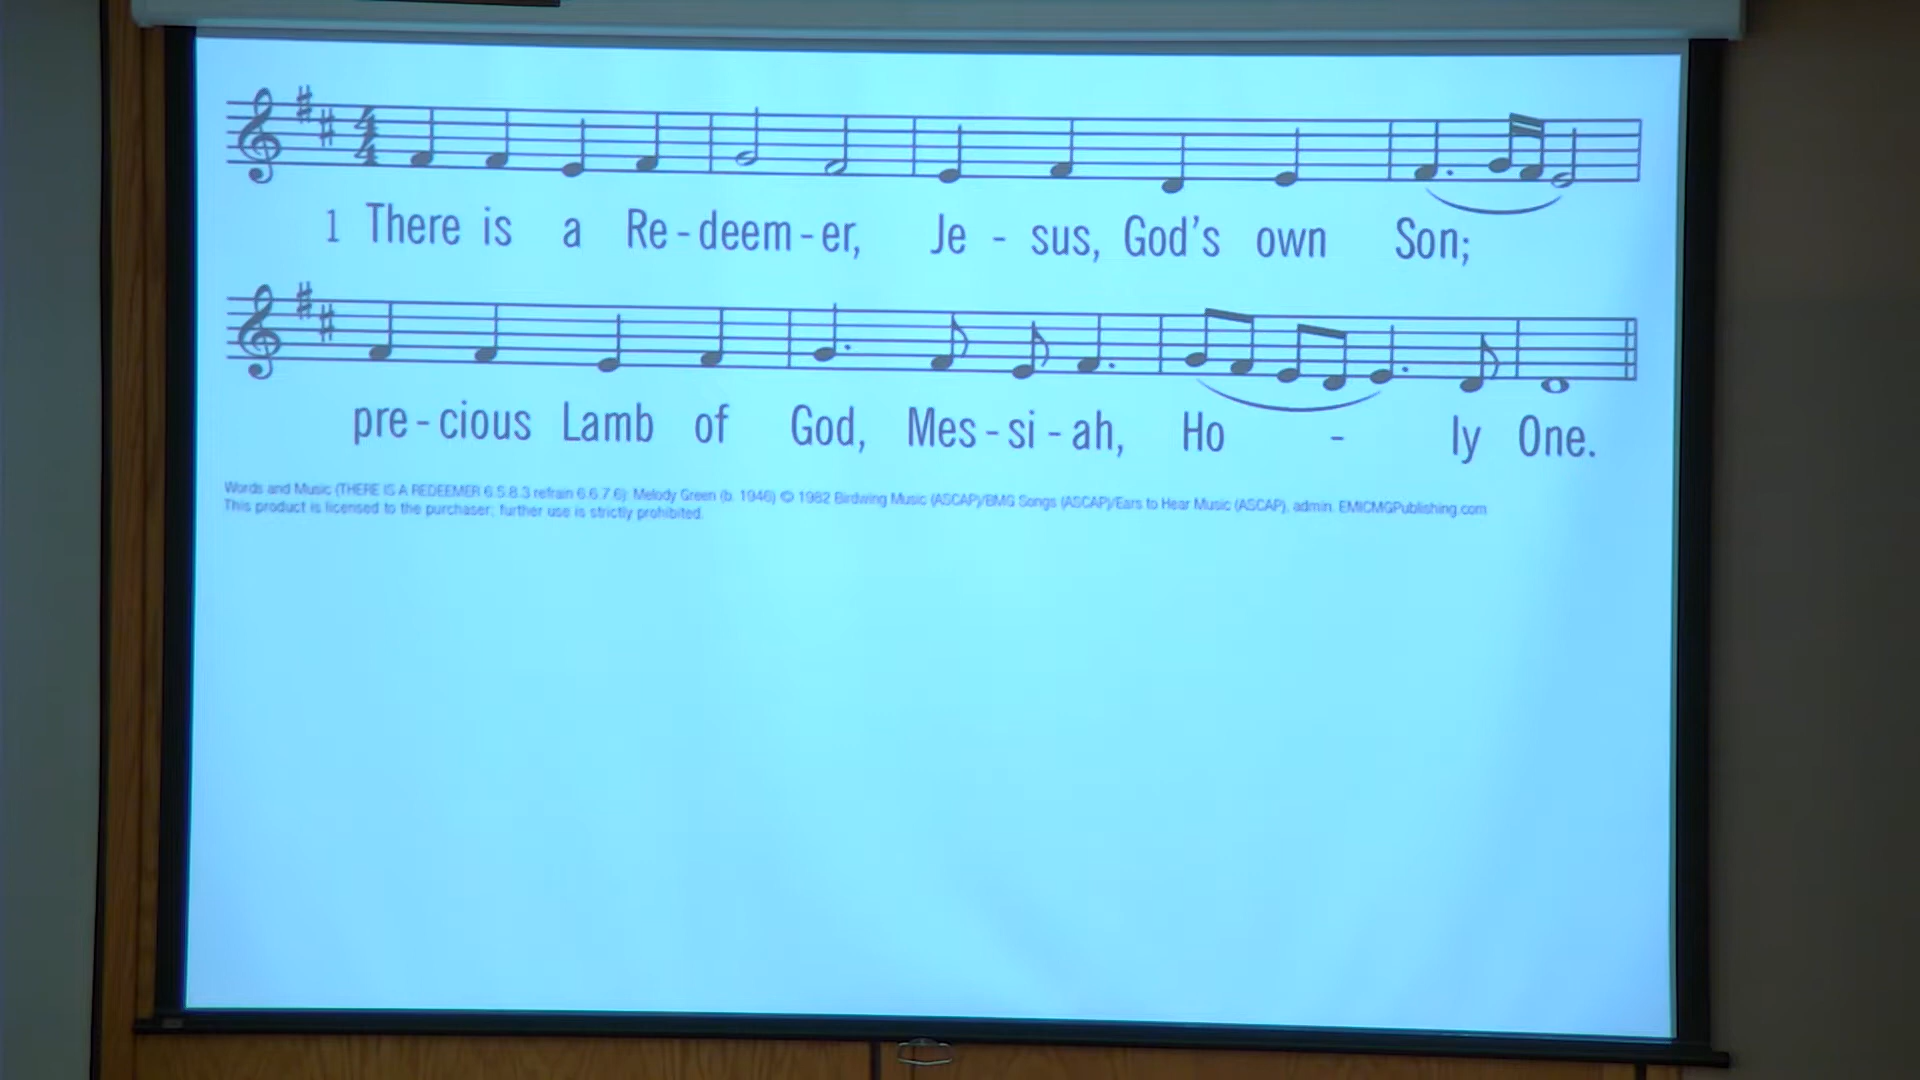 1 There is a Re-deem-er, Je - sus, God's own Son;
pre-cious Lamb of God, Mes-si-ah, Ho - ly One.
Words and Music (THERE IS A REDEEMER 6.5.8.3 refrain 6.6.7.6): Melody Green (b. 1946) © 1982 Birdwing Music (ASCAP)/BMG Songs (ASCAP)/Ears to Hear Music (ASCAP), admin. EMICMGPublishing.com
This product is licensed to the purchaser; further use is strictly prohibited.